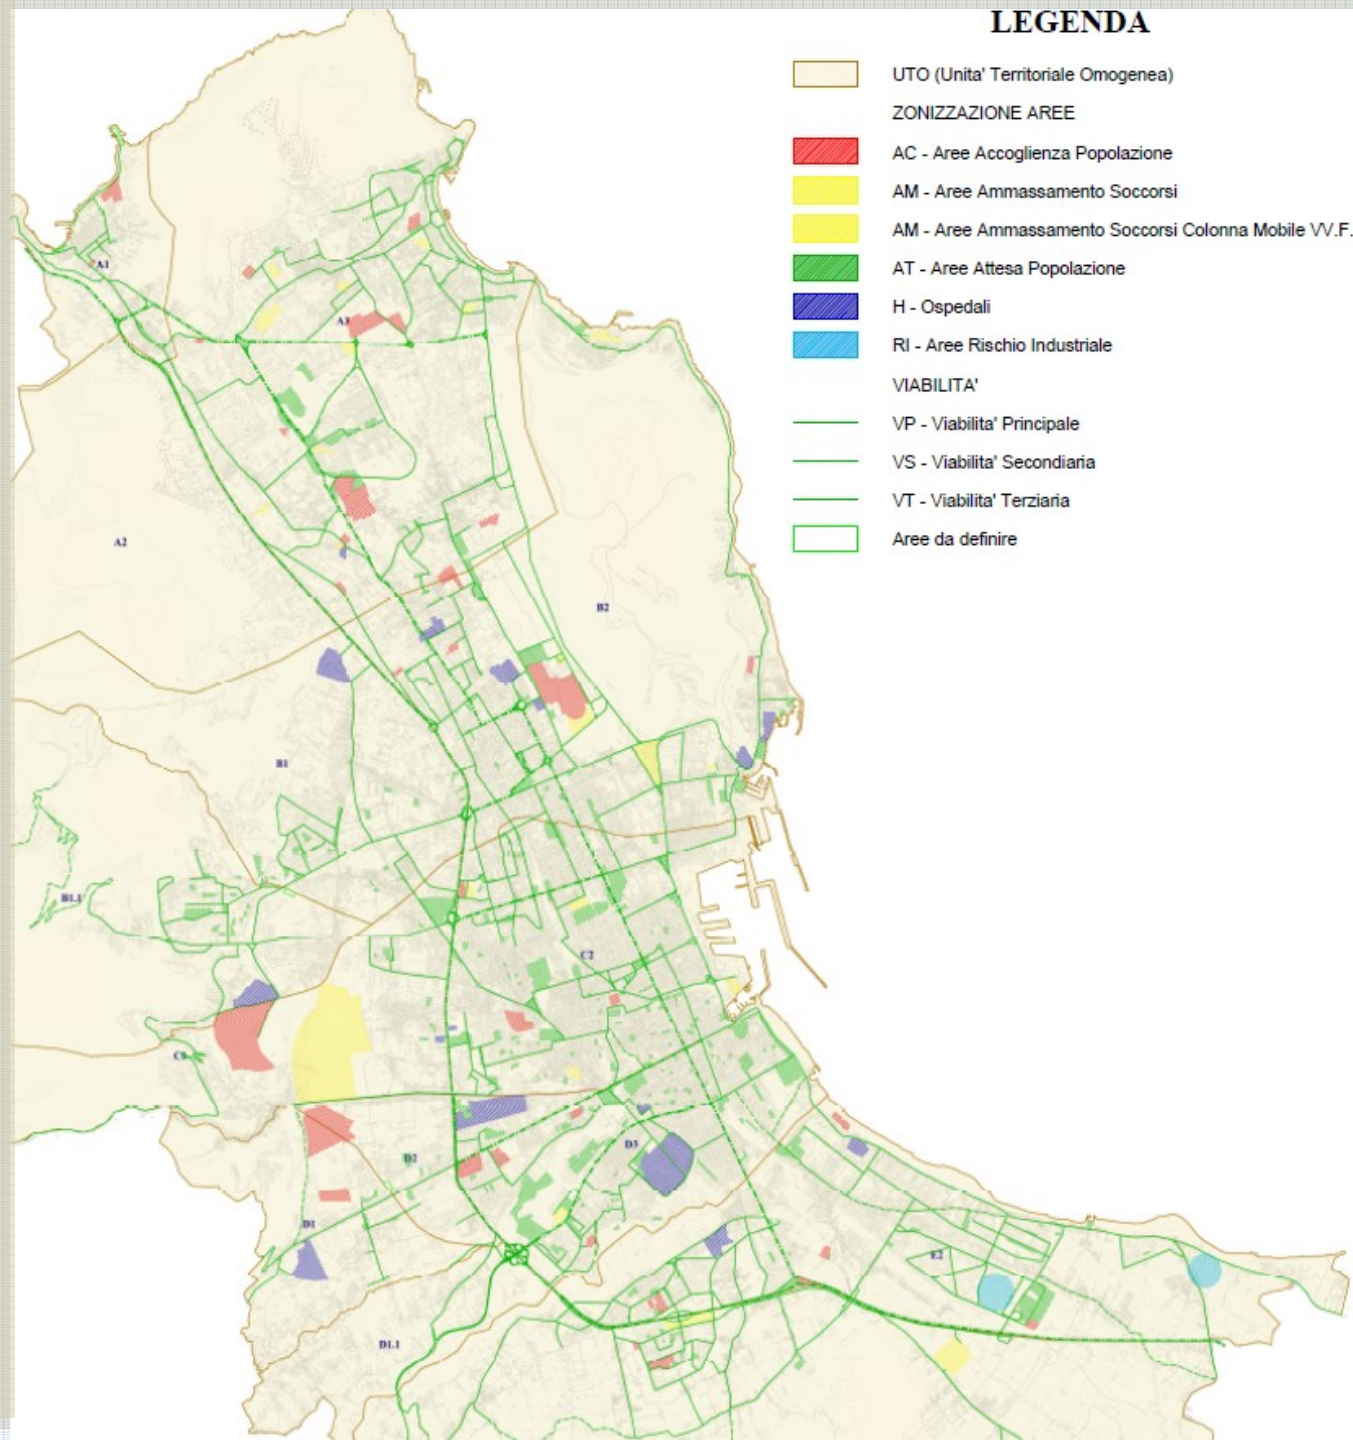 LEGENDA
UTO (Unita' Territoriale Omogenea)
ZONIZZAZIONE AREE
AC - Aree Accoglienza Popolazione
AM - Aree Ammassamento Soccorsi
AM - Aree Ammassamento Soccorsi Colonna Mobile VV.F.
AT - Aree Attesa Popolazione
H - Ospedali
RI - Aree Rischio Industriale
VIABILITA'
VP - Viabilita' Principale
VS - Viabilita' Secondiaria
VT - Viabilita' Terziaria
Aree da definire
A1
A2
B2
B1
B1.1
C2
D3
D2
D1
E2
D1.1